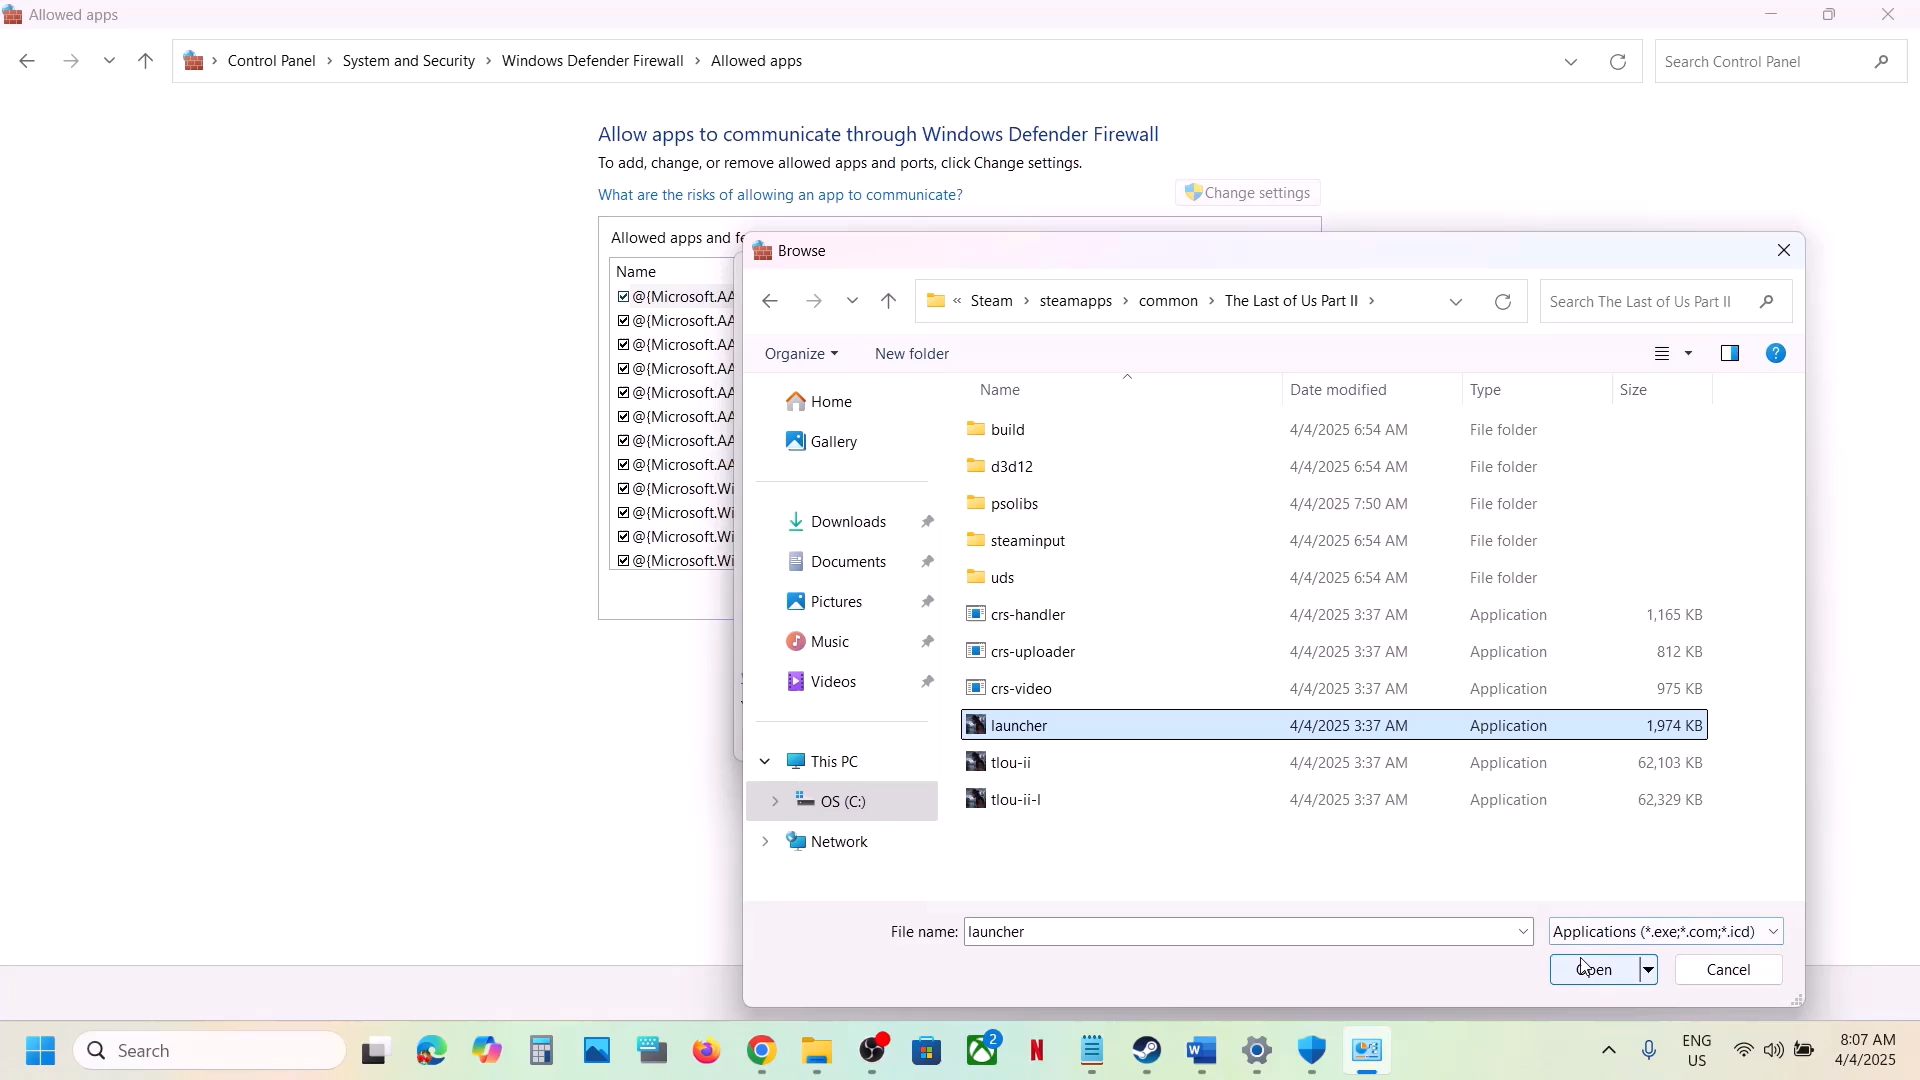 Allowed apps
Control Panel > System and Security > Windows Defender Firewall > Allowed apps
Search Control Panel
Allow apps to communicate through Windows Defender Firewall
To add, change, or remove allowed apps and ports, click Change settings.
What are the risks of allowing an app to communicate?
Change settings
Allowed apps and fe
Name
@{Microsoft.AA
@{Microsoft.AA
@{Microsoft.AA
@{Microsoft.AA
@{Microsoft.AA
@{Microsoft.AA
@{Microsoft.AA
@{Microsoft.AA
@{Microsoft.Wi
@{Microsoft.Wi
@{Microsoft.Wi
@{Microsoft.Wi
Browse
« Steam > steamapps > common > The Last of Us Part II >
Search The Last of Us Part II
Organize
New folder
Home
Gallery
Downloads
Documents
Pictures
Music
Videos
This PC
OS (C:)
Network
Name Date modified Type Size
build 4/4/2025 6:54 AM File folder
d3d12 4/4/2025 6:54 AM File folder
psolibs 4/4/2025 7:50 AM File folder
steaminput 4/4/2025 6:54 AM File folder
uds 4/4/2025 6:54 AM File folder
crs-handler 4/4/2025 3:37 AM Application 1,165 KB
crs-uploader 4/4/2025 3:37 AM Application 812 KB
crs-video 4/4/2025 3:37 AM Application 975 KB
launcher 4/4/2025 3:37 AM Application 1,974 KB
tlou-ii 4/4/2025 3:37 AM Application 62,103 KB
tlou-ii-l 4/4/2025 3:37 AM Application 62,329 KB
File name: launcher
Applications (*.exe;*.com;*.icd)
Open
Cancel
Search
2
ENG
US
8:07 AM
4/4/2025